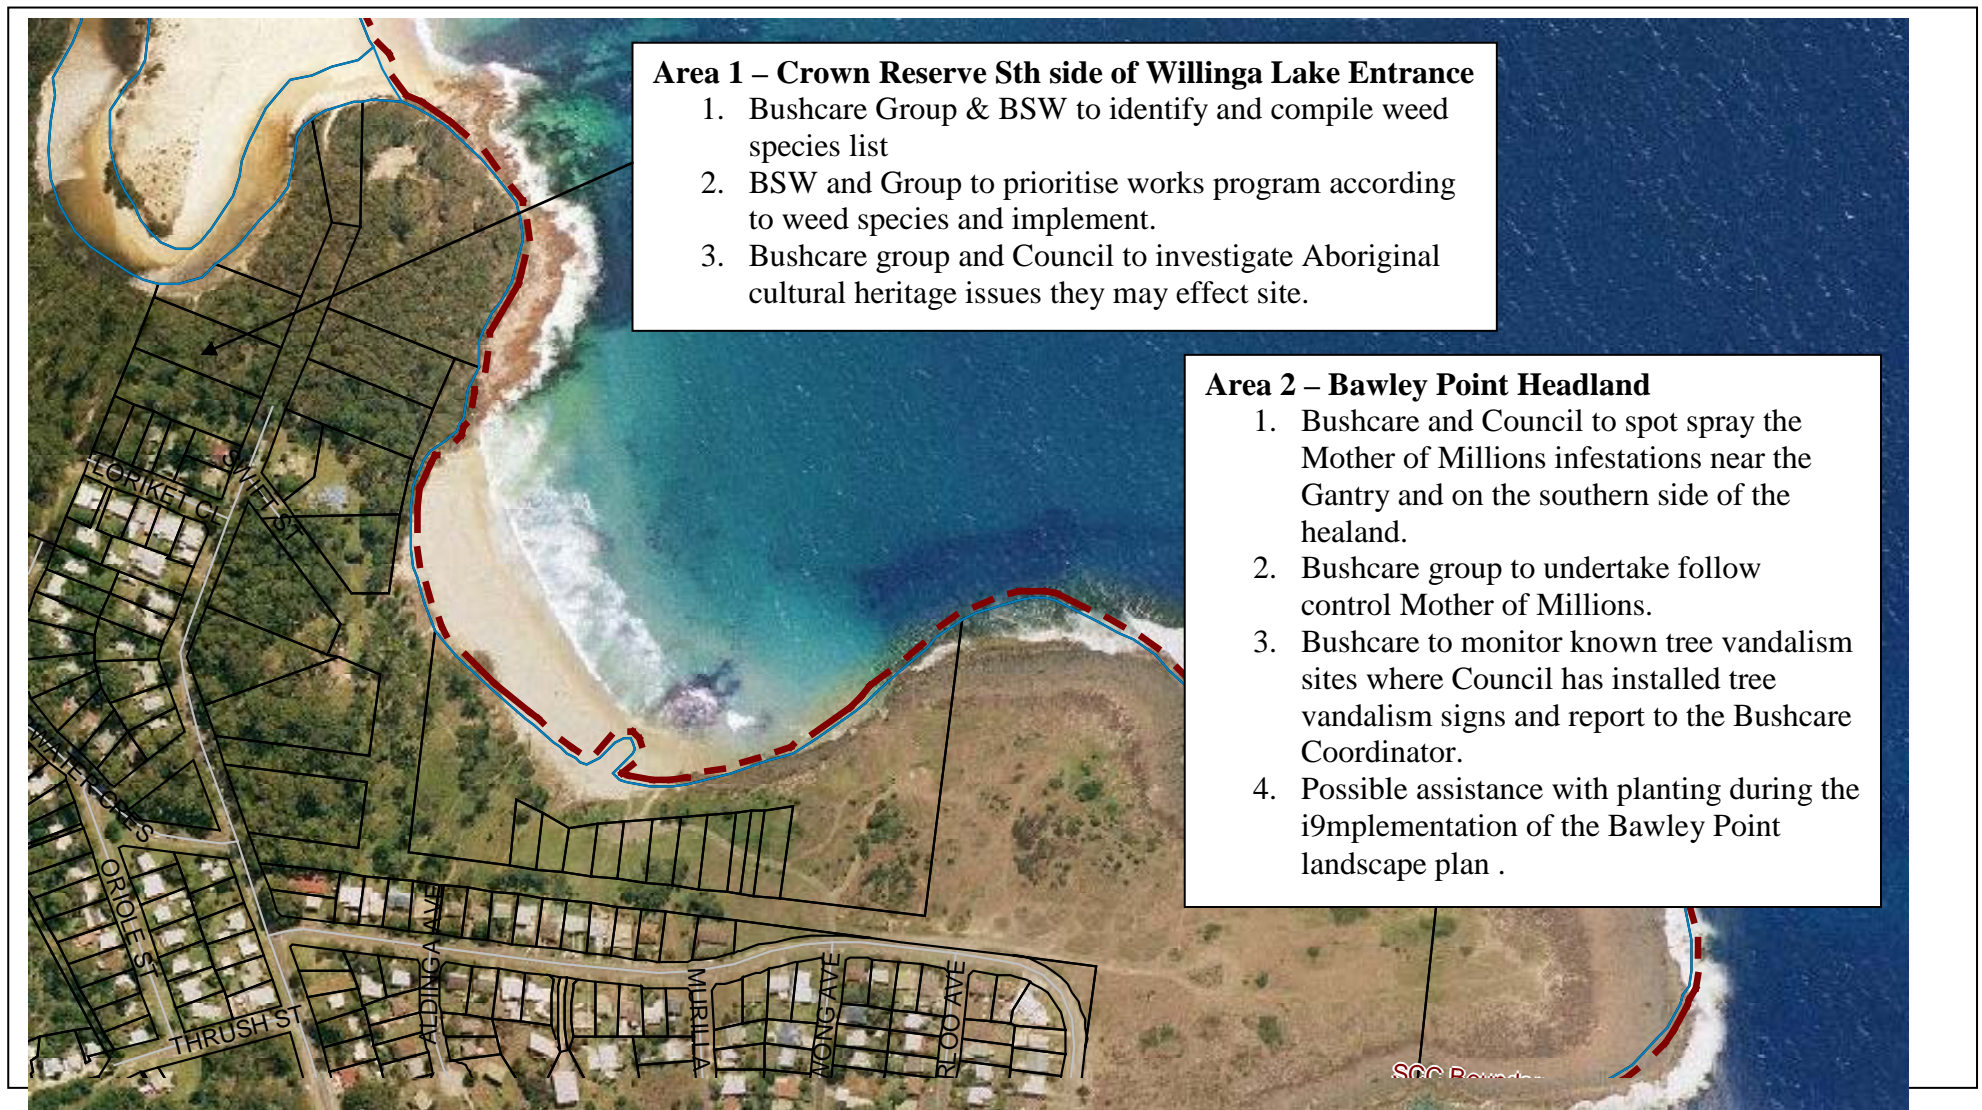 Area 1 – Crown Reserve Sth side of Willinga Lake Entrance
1. Bushcare Group & BSW to identify and compile weed
species list
2. BSW and Group to prioritise works program according
to weed species and implement.
3. Bushcare group and Council to investigate Aboriginal
cultural heritage issues they may effect site.
Area 2 – Bawley Point Headland
1. Bushcare and Council to spot spray the
Mother of Millions infestations near the
Gantry and on the southern side of the
healand.
2. Bushcare group to undertake follow
control Mother of Millions.
3. Bushcare to monitor known tree vandalism
sites where Council has installed tree
vandalism signs and report to the Bushcare
Coordinator.
4. Possible assistance with planting during the
i9mplementation of the Bawley Point
landscape plan .
LORIKET CL
SWIFT ST
WATER CRES
ORIOLE ST
THRUSH ST
ALDINGA AVE
MURILLA
WONG AVE
RLOO AVE
SCC